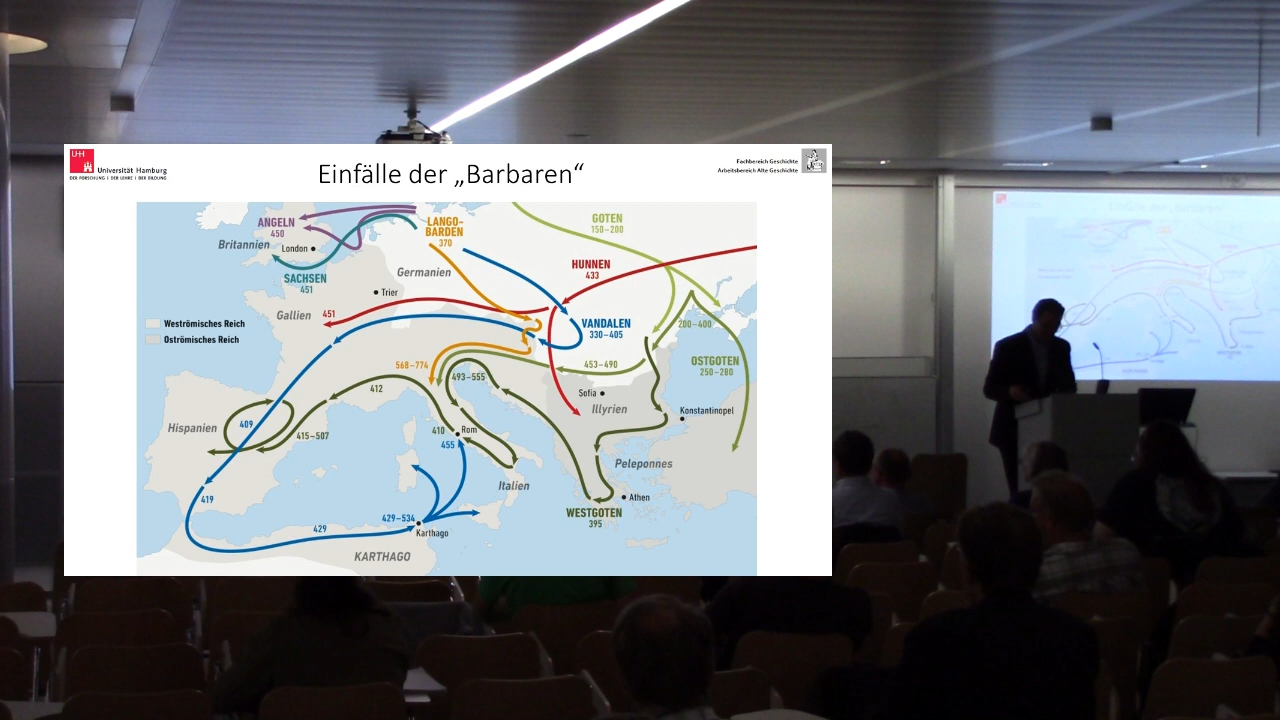 U·H
Universität Hamburg
DER FORSCHUNG | DER LEHRE | DER BILDUNG
Einfälle der „Barbaren“
Fachbereich Geschichte
Arbeitsbereich Alte Geschichte
ANGELN
450
LANGO-
BARDEN
370
GOTEN
150–200
Britannien
London
SACHSEN
451
Germanien
HUNNEN
433
Trier
Gallien
451
Weströmisches Reich
Oströmisches Reich
VANDALEN
330–405
200–400
OSTGOTEN
250–280
568–774
493–555
453–490
412
Sofia
Illyrien
Konstantinopel
Hispanien
409
415–507
410
Rom
455
Peleponnes
Italien
Athen
WESTGOTEN
395
419
429
429–534
Karthago
KARTHAGO